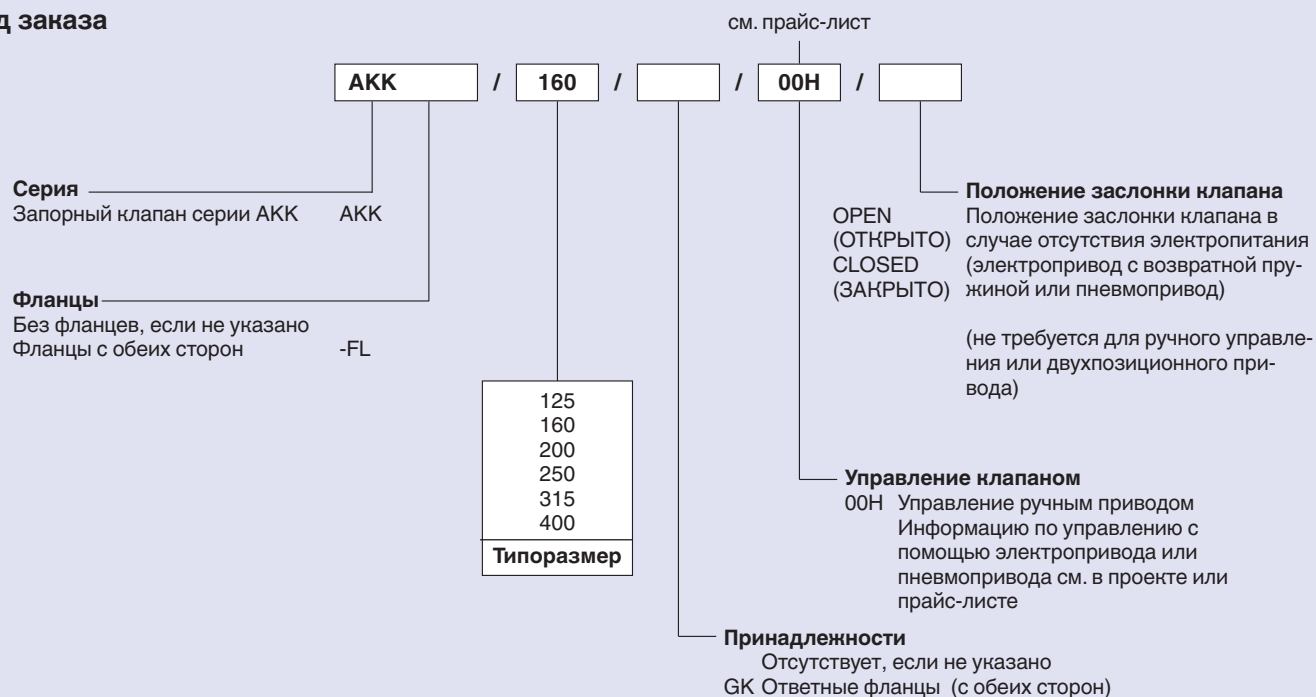 д заказа
см. прайс-лист
AKK / 160 / / 00H /
Серия
Запорный клапан серии AKK AKK
Фланцы
Без фланцев, если не указано
Фланцы с обеих сторон -FL
125
160
200
250
315
400
Типоразмер
Положение заслонки клапана
OPEN
(ОТКРЫТО)
CLOSED
(ЗАКРЫТО)
Положение заслонки клапана в
случае отсутствия электропитания
(электропривод с возвратной пру-
жиной или пневмопривод)
(не требуется для ручного управле-
ния или двухпозиционного при-
вода)
Управление клапаном
00H Управление ручным приводом
Информацию по управлению с
помощью электропривода или
пневмопривода см. в проекте или
прайс-листе
Принадлежности
Отсутствует, если не указано
GK Ответные фланцы (с обеих сторон)